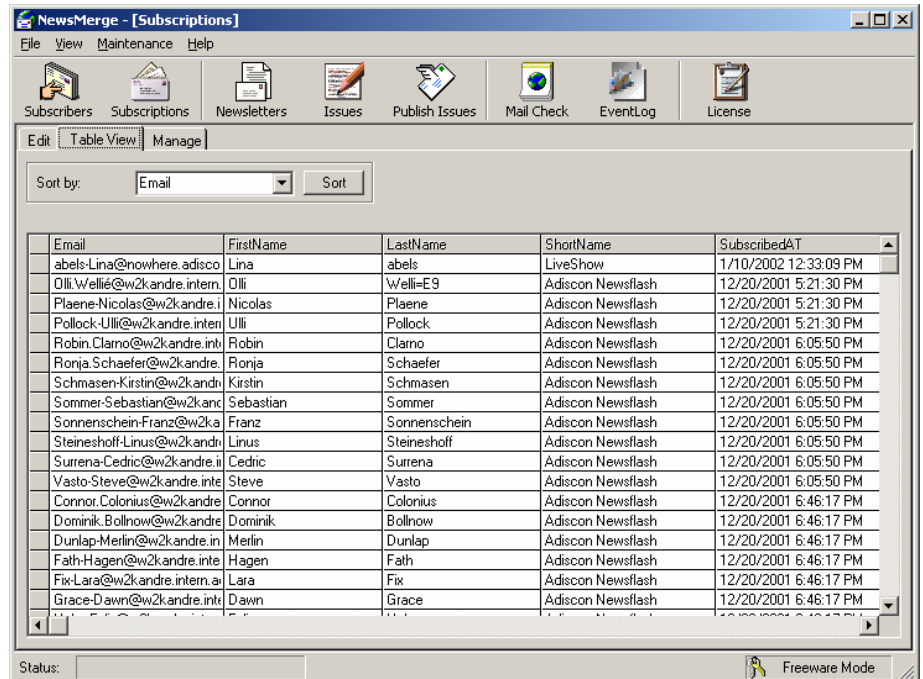 NewsMerge - [Subscriptions]
File View Maintenance Help
Subscribers Subscriptions Newsletters Issues Publish Issues Mail Check EventLog License
Edit Table View Manage
Sort by: Email Sort
Email FirstName LastName ShortName SubscribedAT
abels-Lina@nowhere.adisco Lina abels LiveShow 1/10/2002 12:33:09 PM
Olli.Wellié@w2kandre.intern. Olli Welli=E9 Adiscon Newsflash 12/20/2001 5:21:30 PM
Plaene-Nicolas@w2kandre.i Nicolas Plaene Adiscon Newsflash 12/20/2001 5:21:30 PM
Pollock-Ulli@w2kandre.intern Ulli Pollock Adiscon Newsflash 12/20/2001 5:21:30 PM
Robin.Clarno@w2kandre.int Robin Clarno Adiscon Newsflash 12/20/2001 6:05:50 PM
Ronja.Schaefer@w2kandre. Ronja Schaefer Adiscon Newsflash 12/20/2001 6:05:50 PM
Schmasen-Kirstin@w2kandr Kirstin Schmasen Adiscon Newsflash 12/20/2001 6:05:50 PM
Sommer-Sebastian@w2kand Sebastian Sommer Adiscon Newsflash 12/20/2001 6:05:50 PM
Sonnenschein-Franz@w2ka Franz Sonnenschein Adiscon Newsflash 12/20/2001 6:05:50 PM
Steineshoff-Linus@w2kandr Linus Steineshoff Adiscon Newsflash 12/20/2001 6:05:50 PM
Surrena-Cedric@w2kandre.i Cedric Surrena Adiscon Newsflash 12/20/2001 6:05:50 PM
Vasto-Steve@w2kandre.inte Steve Vasto Adiscon Newsflash 12/20/2001 6:05:50 PM
Connor.Colonius@w2kandre Connor Colonius Adiscon Newsflash 12/20/2001 6:46:17 PM
Dominik.Bollnow@w2kandre Dominik Bollnow Adiscon Newsflash 12/20/2001 6:46:17 PM
Dunlap-Merlin@w2kandre.in Merlin Dunlap Adiscon Newsflash 12/20/2001 6:46:17 PM
Fath-Hagen@w2kandre.inte Hagen Fath Adiscon Newsflash 12/20/2001 6:46:17 PM
Fix-Lara@w2kandre.intern.a Lara Fix Adiscon Newsflash 12/20/2001 6:46:17 PM
Grace-Dawn@w2kandre.inte Dawn Grace Adiscon Newsflash 12/20/2001 6:46:17 PM
Status: Freeware Mode